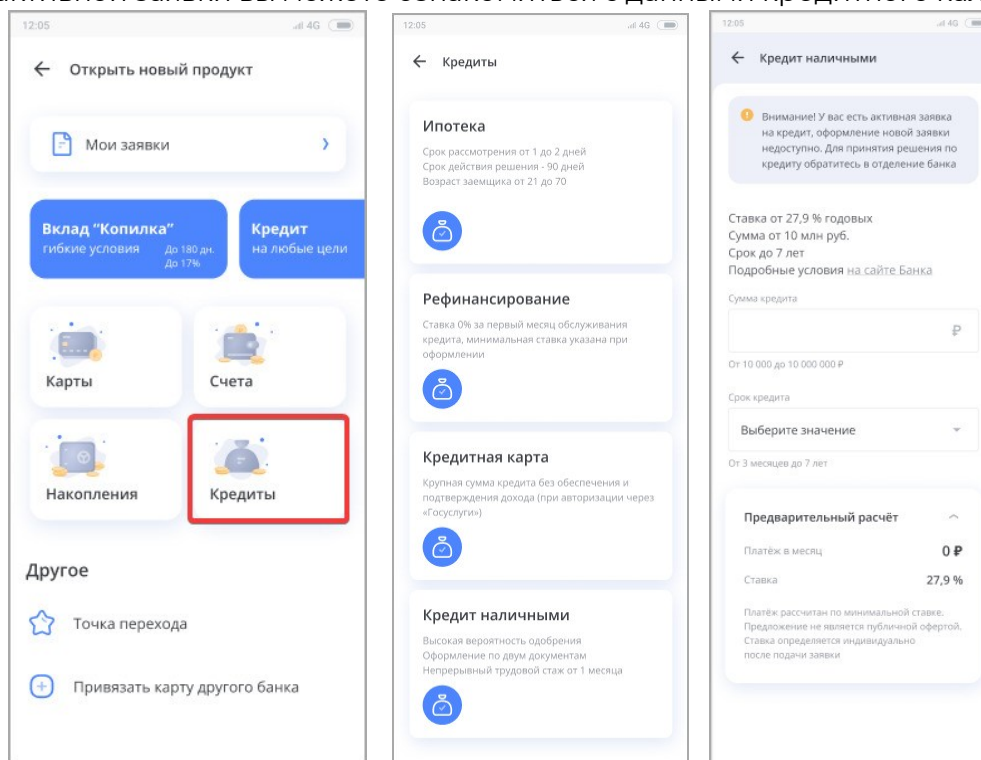 12:05
4G
Открыть новый продукт
Мои заявки
Вклад "Копилка"
гибкие условия
До 180 дн.
До 17%
Кредит
на любые цели
Карты
Счета
Накопления
Кредиты
Другое
Точка перехода
Привязать карту другого банка
12:05
4G
Кредиты
Ипотека
Срок рассмотрения от 1 до 2 дней
Срок действия решения - 90 дней
Возраст заемщика от 21 до 70
Рефинансирование
Ставка 0% за первый месяц обслуживания
кредита, минимальная ставка указана при
оформлении
Кредитная карта
Крупная сумма кредита без обеспечения и
подтверждения дохода (при авторизации через
«Госуслуги»)
Кредит наличными
Высокая вероятность одобрения
Оформление по двум документам
Непрерывный трудовой стаж от 1 месяца
12:05
4G
Кредит наличными
Внимание! У вас есть активная заявка
на кредит, оформление новой заявки
недоступно. Для принятия решения по
кредиту обратитесь в отделение банка
Ставка от 27,9 % годовых
Сумма от 10 млн руб.
Срок до 7 лет
Подробные условия на сайте Банка
Сумма кредита
₽
От 10 000 до 10 000 000 ₽
Срок кредита
Выберите значение
От 3 месяцев до 7 лет
Предварительный расчёт
Платёж в месяц 0 ₽
Ставка 27,9 %
Платёж рассчитан по минимальной ставке.
Предложение не является публичной офертой.
Ставка определяется индивидуально
после подачи заявки